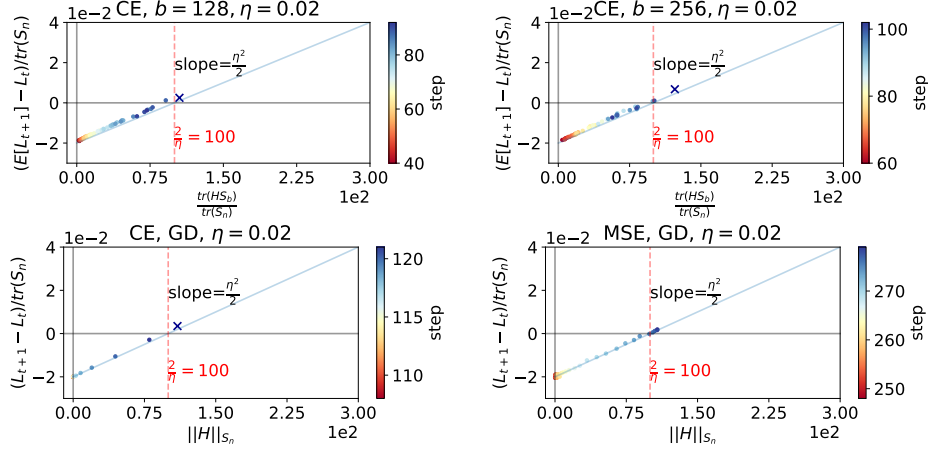 CE, b = 128, η = 0.02
1e−2
(E[L_{t+1}] − L_t)/tr(S_n)
4
2
0
−2
slope=η²/2
2/η = 100
0.00 0.75 1.50 2.25 3.00
1e2
tr(HS_b)/tr(S_n)
80
60
40
step
CE, b = 256, η = 0.02
1e−2
(E[L_{t+1}] − L_t)/tr(S_n)
4
2
0
−2
slope=η²/2
2/η = 100
0.00 0.75 1.50 2.25 3.00
1e2
tr(HS_b)/tr(S_n)
100
80
60
step
CE, GD, η = 0.02
1e−2
(L_{t+1} − L_t)/tr(S_n)
4
2
0
−2
slope=η²/2
2/η = 100
0.00 0.75 1.50 2.25 3.00
1e2
||H||_{S_n}
120
115
110
step
MSE, GD, η = 0.02
1e−2
(L_{t+1} − L_t)/tr(S_n)
4
2
0
−2
slope=η²/2
2/η = 100
0.00 0.75 1.50 2.25 3.00
1e2
||H||_{S_n}
270
260
250
step